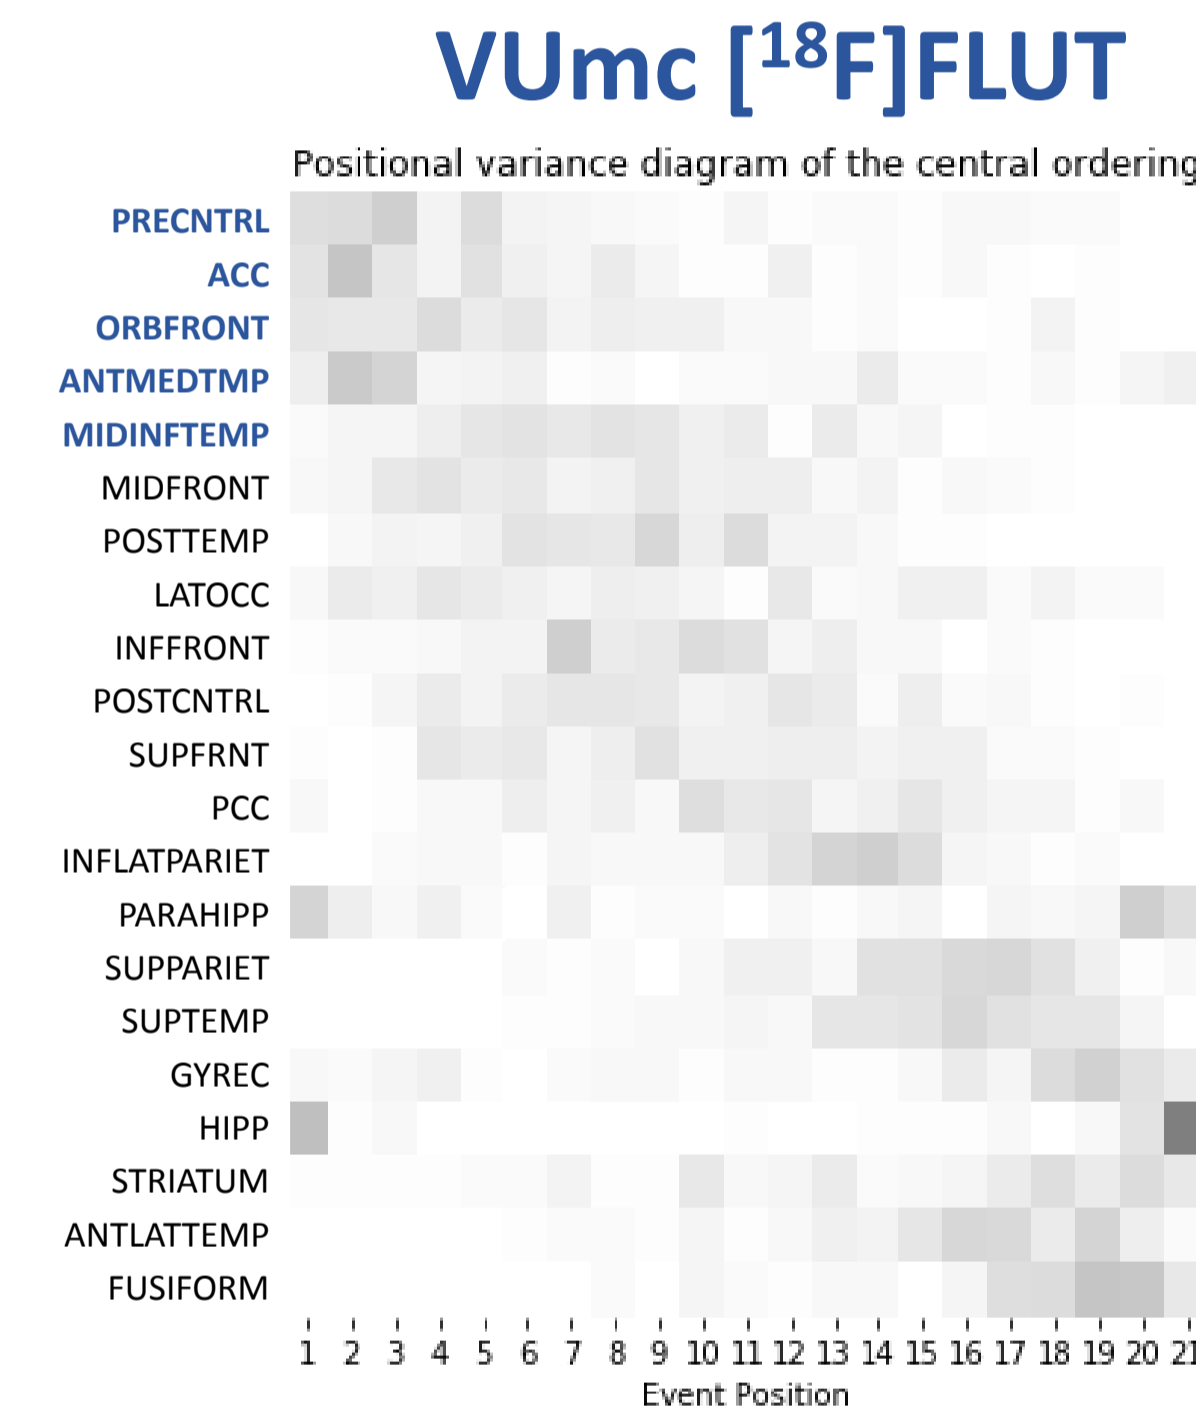 VUmc [¹⁸F]FLUT
Positional variance diagram of the central ordering
PRECNTRL
ACC
ORBFRONT
ANTMEDTMP
MIDINFTEMP
MIDFRONT
POSTTEMP
LATOCC
INFFRONT
POSTCNTRL
SUPFRNT
PCC
INFLATPARIET
PARAHIPP
SUPPARIET
SUPTEMP
GYREC
HIPP
STRIATUM
ANTLATTEMP
FUSIFORM
1 2 3 4 5 6 7 8 9 10 11 12 13 14 15 16 17 18 19 20 21
Event Position